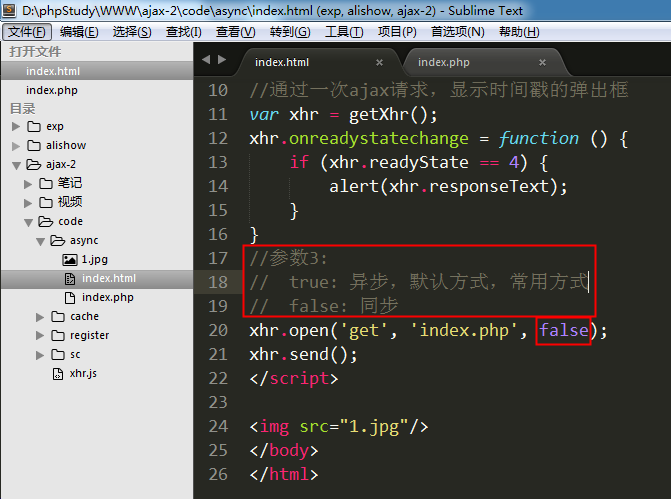 D:\phpStudy\WWW\ajax-2\code\async\index.html (exp, alishow, ajax-2) - Sublime Text
文件(F) 编辑(E) 选择(S) 查找(I) 查看(V) 转到(G) 工具(T) 项目(P) 首选项(N) 帮助(H)
打开文件
index.html
index.php
目录
exp
alishow
ajax-2
笔记
视频
code
async
1.jpg
index.html
index.php
cache
register
sc
xhr.js
index.html × index.php ×
10 //通过一次ajax请求，显示时间戳的弹出框
11 var xhr = getXhr();
12 xhr.onreadystatechange = function () {
13 if (xhr.readyState == 4) {
14 alert(xhr.responseText);
15 }
16 }
17 //参数3:
18 // true: 异步，默认方式，常用方式
19 // false: 同步
20 xhr.open('get', 'index.php', false);
21 xhr.send();
22 </script>
23
24 <img src="1.jpg"/>
25 </body>
26 </html>